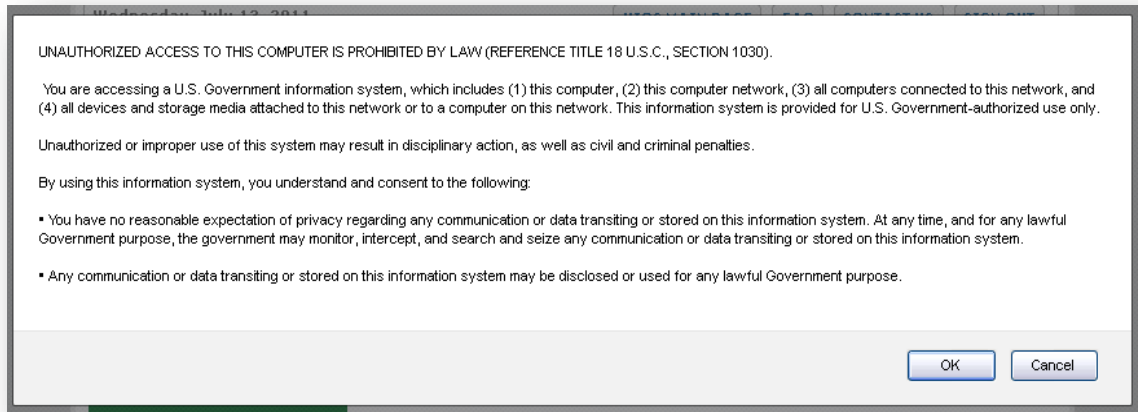 Wednesday July 13, 2011
UNAUTHORIZED ACCESS TO THIS COMPUTER IS PROHIBITED BY LAW (REFERENCE TITLE 18 U.S.C., SECTION 1030).
You are accessing a U.S. Government information system, which includes (1) this computer, (2) this computer network, (3) all computers connected to this network, and
(4) all devices and storage media attached to this network or to a computer on this network. This information system is provided for U.S. Government-authorized use only.
Unauthorized or improper use of this system may result in disciplinary action, as well as civil and criminal penalties.
By using this information system, you understand and consent to the following:
▪ You have no reasonable expectation of privacy regarding any communication or data transiting or stored on this information system. At any time, and for any lawful
Government purpose, the government may monitor, intercept, and search and seize any communication or data transiting or stored on this information system.
▪ Any communication or data transiting or stored on this information system may be disclosed or used for any lawful Government purpose.
OK Cancel